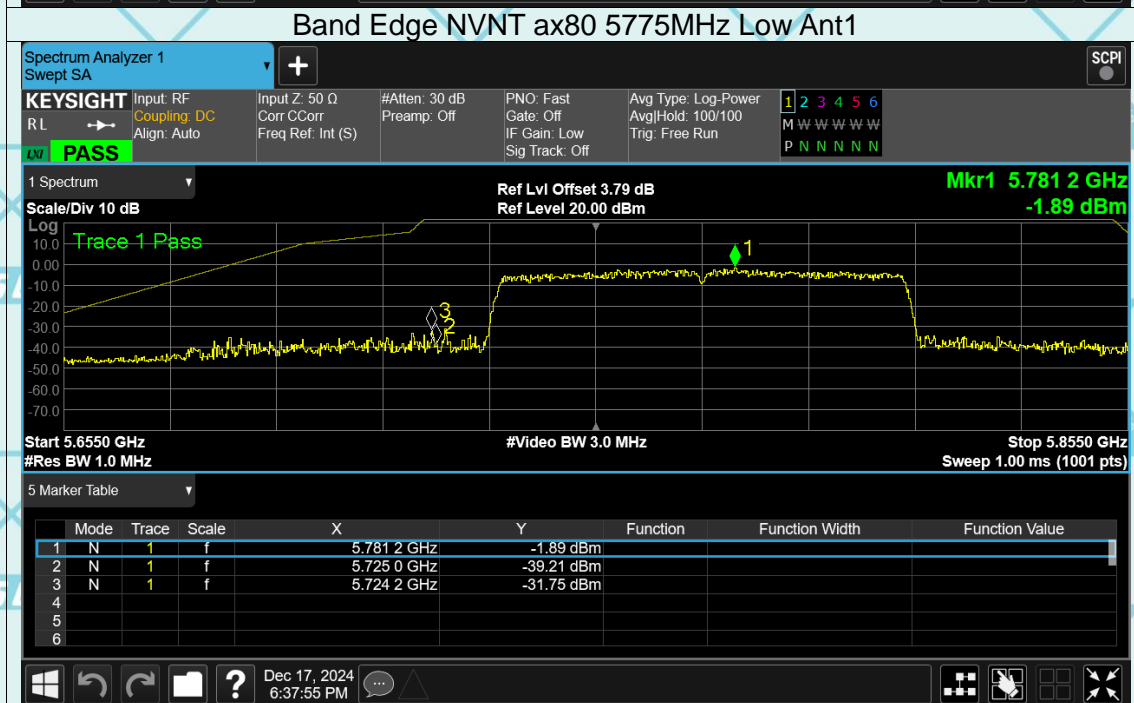 Band Edge NVNT ax80 5775MHz Low Ant1
Spectrum Analyzer 1
Swept SA
+
SCPI
KEYSIGHT
RL
LXI
PASS
Input: RF
Coupling: DC
Align: Auto
Input Z: 50 Ω
Corr CCorr
Freq Ref: Int (S)
#Atten: 30 dB
Preamp: Off
PNO: Fast
Gate: Off
IF Gain: Low
Sig Track: Off
Avg Type: Log-Power
Avg|Hold: 100/100
Trig: Free Run
1 2 3 4 5 6
M W W W W W
P N N N N N
1 Spectrum
Scale/Div 10 dB
Ref Lvl Offset 3.79 dB
Ref Level 20.00 dBm
Mkr1 5.781 2 GHz
-1.89 dBm
Log
Trace 1 Pass
10.0
0.00
-10.0
-20.0
-30.0
-40.0
-50.0
-60.0
-70.0
1
3
2
Start 5.6550 GHz
#Res BW 1.0 MHz
#Video BW 3.0 MHz
Stop 5.8550 GHz
Sweep 1.00 ms (1001 pts)
5 Marker Table
Mode Trace Scale X Y Function Function Width Function Value
1 N 1 f 5.781 2 GHz -1.89 dBm
2 N 1 f 5.725 0 GHz -39.21 dBm
3 N 1 f 5.724 2 GHz -31.75 dBm
4
5
6
?
Dec 17, 2024
6:37:55 PM